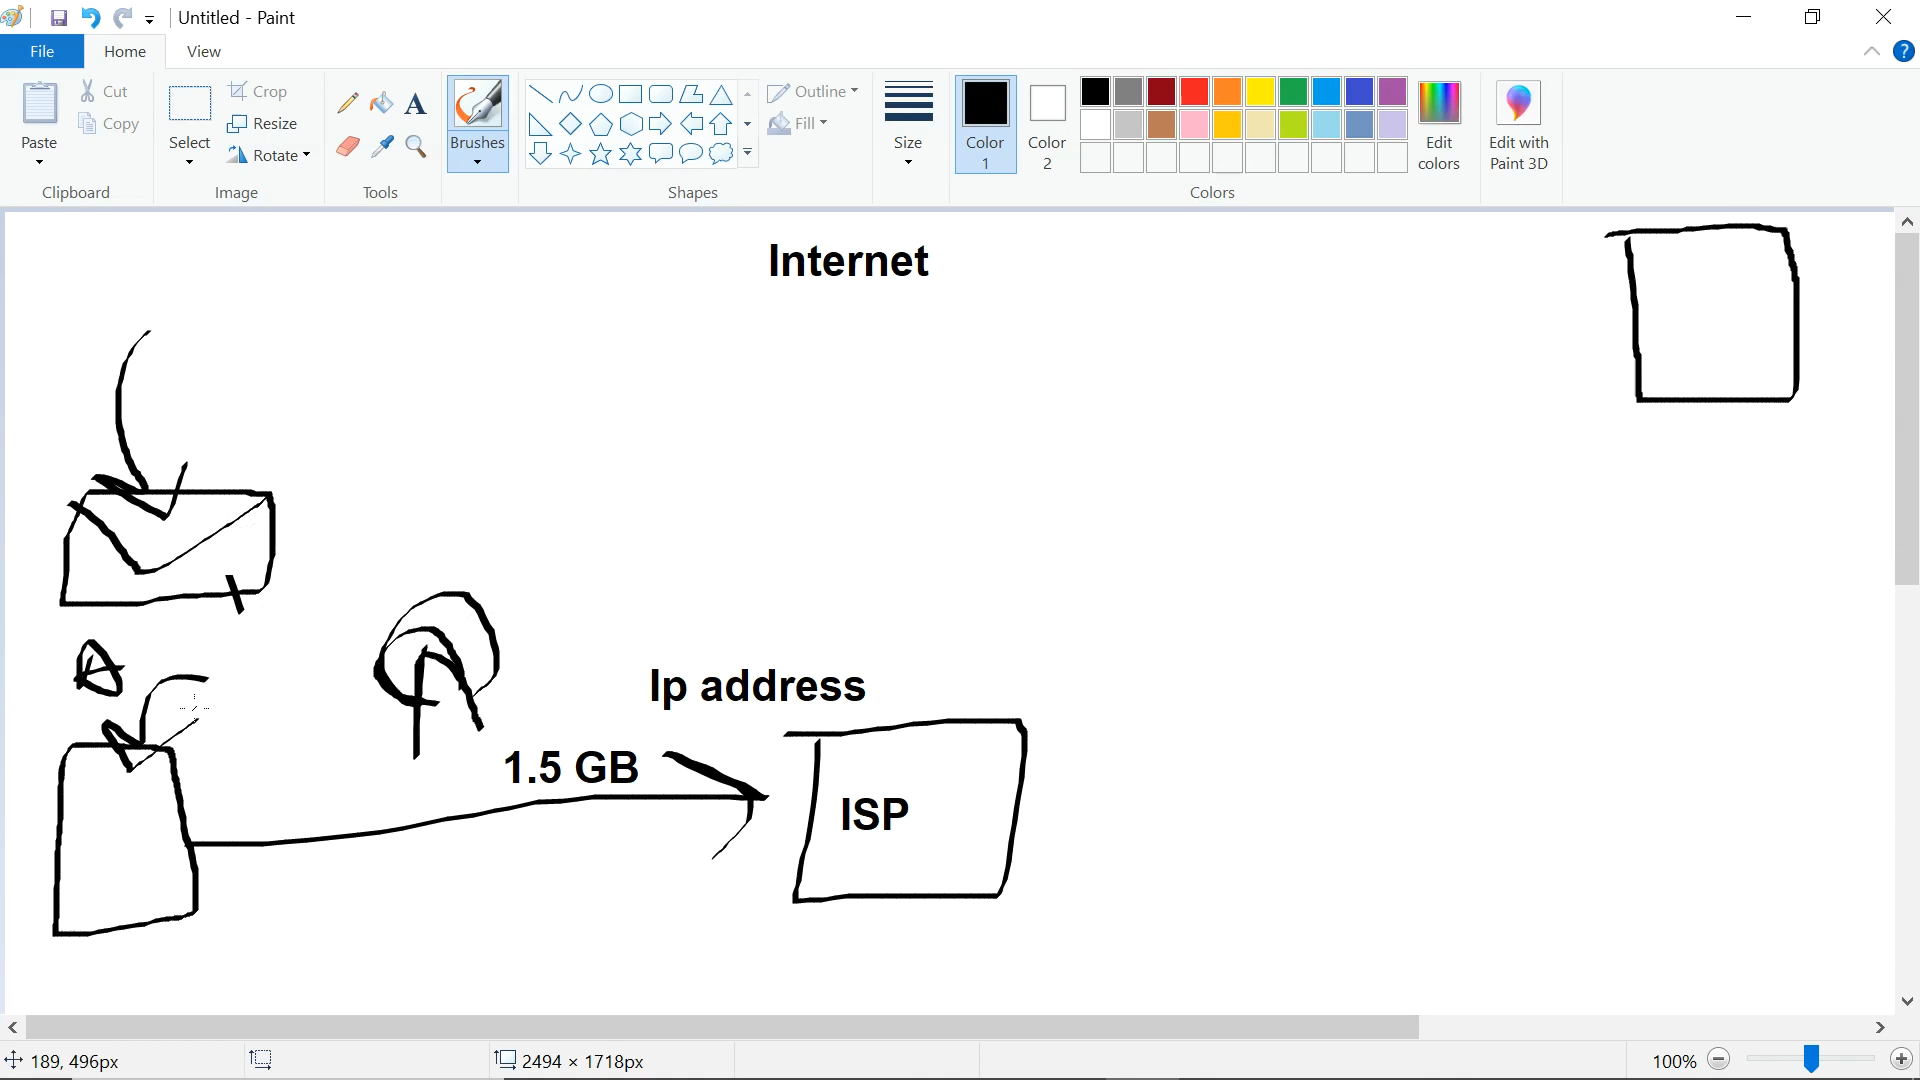 Untitled - Paint
File Home View
Paste
Cut
Copy
Clipboard
Select
Crop
Resize
Rotate
Image
A
Tools
Brushes
Shapes
Outline
Fill
Size
Color 1
Color 2
Colors
Edit colors
Edit with Paint 3D
?
Internet
Ip address
1.5 GB
ISP
189, 496px
2494 × 1718px
100%